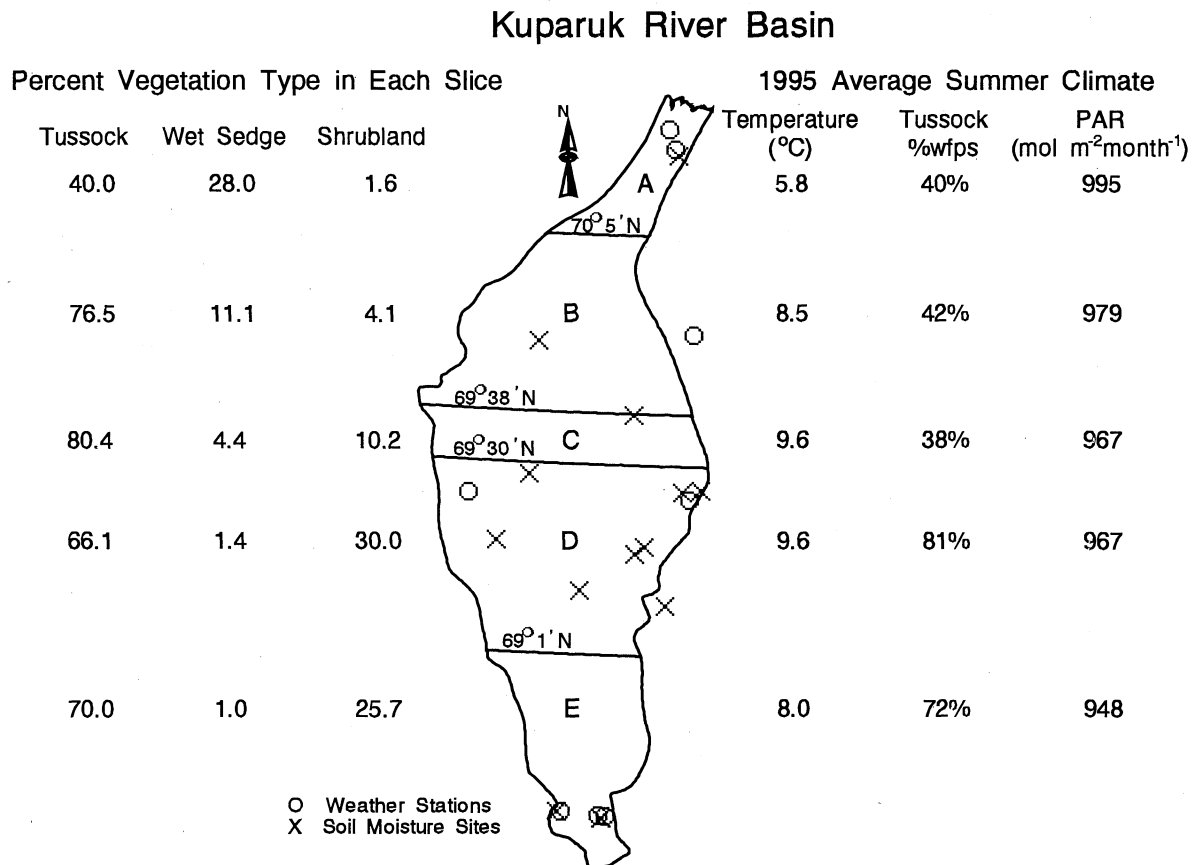 Kuparuk River Basin
Percent Vegetation Type in Each Slice
1995 Average Summer Climate
Tussock Wet Sedge Shrubland
N
Temperature (°C)
Tussock %wfps
PAR (mol m⁻²month⁻¹)
40.0 28.0 1.6 A 5.8 40% 995
70°5'N
76.5 11.1 4.1 B 8.5 42% 979
69°38'N
80.4 4.4 10.2 C 9.6 38% 967
69°30'N
66.1 1.4 30.0 D 9.6 81% 967
69°1'N
70.0 1.0 25.7 E 8.0 72% 948
O Weather Stations
X Soil Moisture Sites